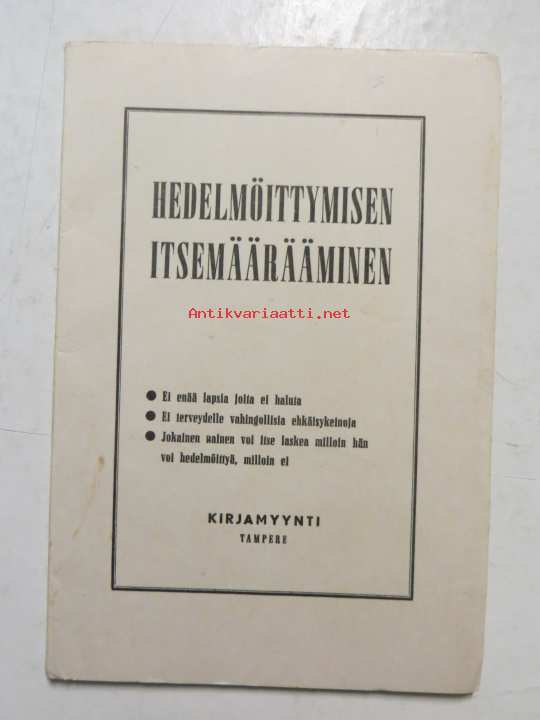 HEDELMÖITTYMISEN
ITSEMÄÄRÄÄMINEN
Antikvariaatti.net
● Ei enää lapsia joita ei haluta
● Ei terveydelle vahingollisia ehkäisykeinoja
● Jokainen nainen voi itse laskea milloin hän
voi hedelmöittyä, milloin ei
KIRJAMYYNTI
TAMPERE